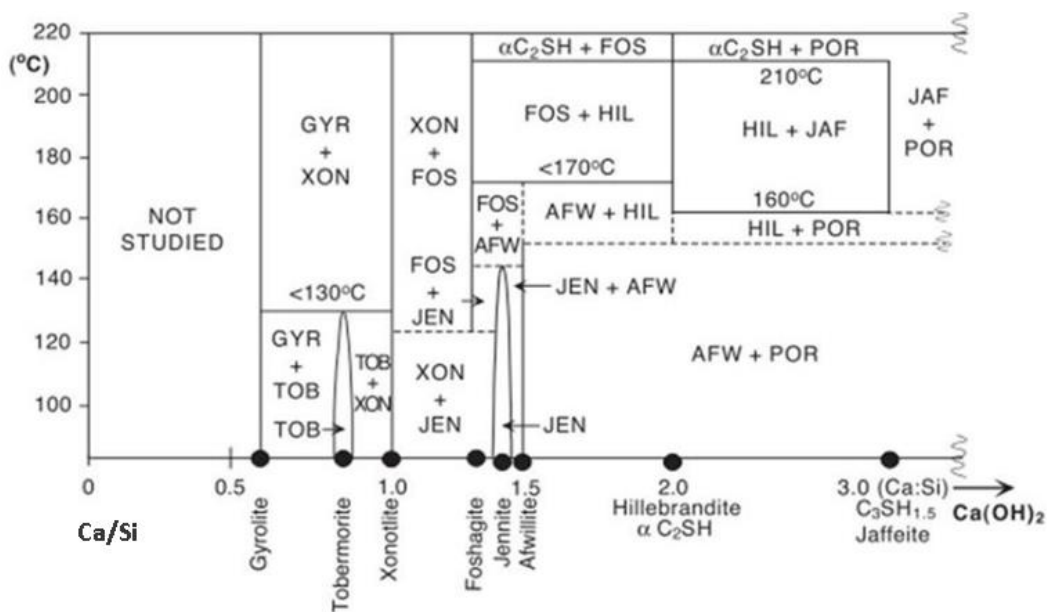 220
(°C)
200
180
160
140
120
100
αC₂SH + FOS
αC₂SH + POR
210°C
GYR
+
XON
XON
+
FOS
FOS + HIL
HIL + JAF
JAF
+
POR
<170°C
160°C
NOT
STUDIED
FOS
+
AFW
AFW + HIL
HIL + POR
<130°C
FOS
+
JEN
JEN + AFW
GYR
+
TOB
TOB
TOB
+
XON
XON
+
JEN
AFW + POR
JEN
0
0.5
1.0
1.5
2.0
3.0 (Ca:Si)
Ca/Si
Gyrolite
Tobermorite
Xonotlite
Foshagite
Jennite
Afwillite
Hillebrandite
α C₂SH
C₃SH₁.₅
Jaffeite
Ca(OH)₂